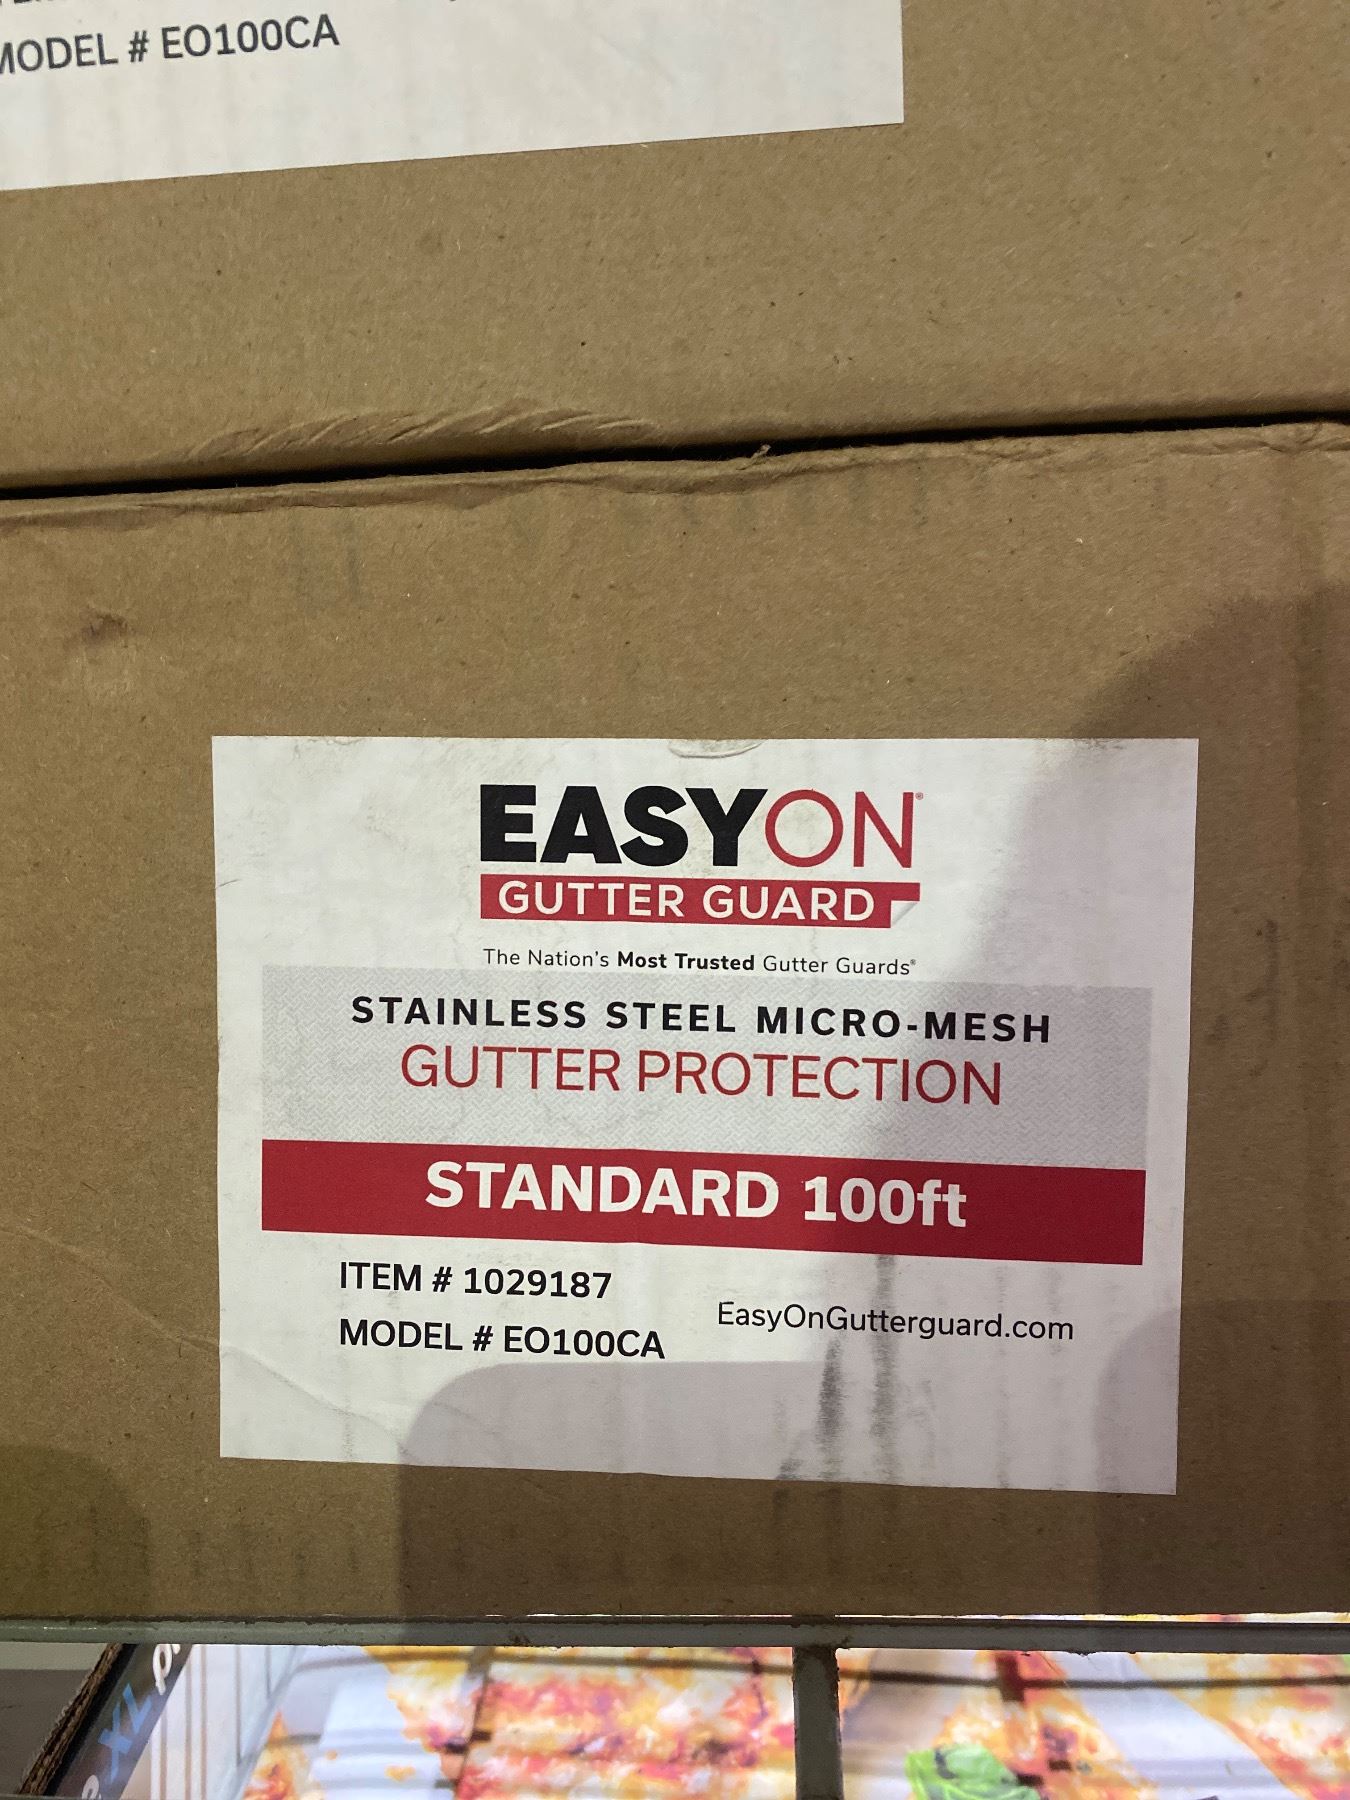 MODEL # EO100CA
EASYON®
GUTTER GUARD
The Nation's Most Trusted Gutter Guards®
STAINLESS STEEL MICRO-MESH
GUTTER PROTECTION
STANDARD 100ft
ITEM # 1029187
MODEL # EO100CA
EasyOnGutterguard.com
XL